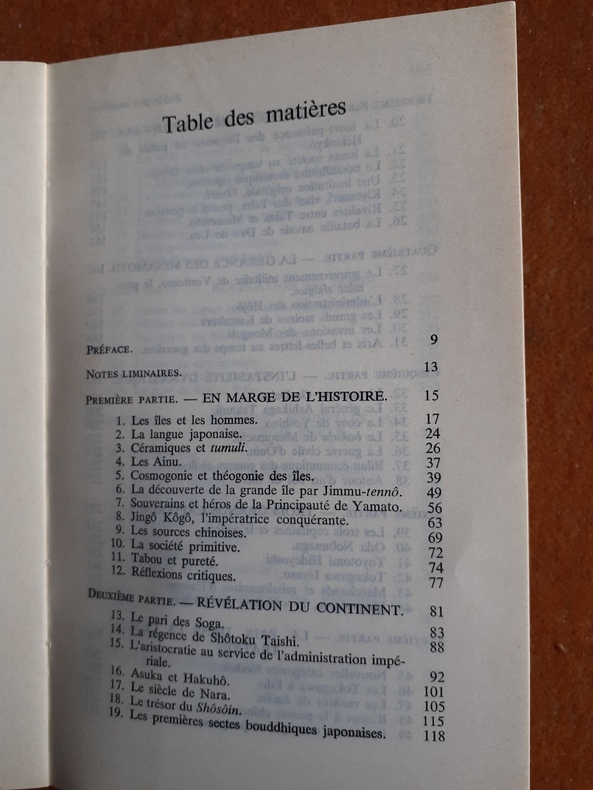 Table des matières
PRÉFACE. 9
NOTES LIMINAIRES. 13
PREMIÈRE PARTIE. — EN MARGE DE L'HISTOIRE. 15
1. Les îles et les hommes. 17
2. La langue japonaise. 24
3. Céramiques et tumuli. 26
4. Les Ainu. 37
5. Cosmogonie et théogonie des îles. 39
6. La découverte de la grande île par Jimmu-tennô. 49
7. Souverains et héros de la Principauté de Yamato. 56
8. Jingô Kôgô, l'impératrice conquérante. 63
9. Les sources chinoises. 69
10. La société primitive. 72
11. Tabou et pureté. 74
12. Réflexions critiques. 77
DEUXIÈME PARTIE. — RÉVÉLATION DU CONTINENT. 81
13. Le pari des Soga. 83
14. La régence de Shôtoku Taishi. 88
15. L'aristocratie au service de l'administration impé-
riale. 92
16. Asuka et Hakuhô. 101
17. Le siècle de Nara. 105
18. Le trésor du Shôsôin. 115
19. Les premières sectes bouddhiques japonaises. 118